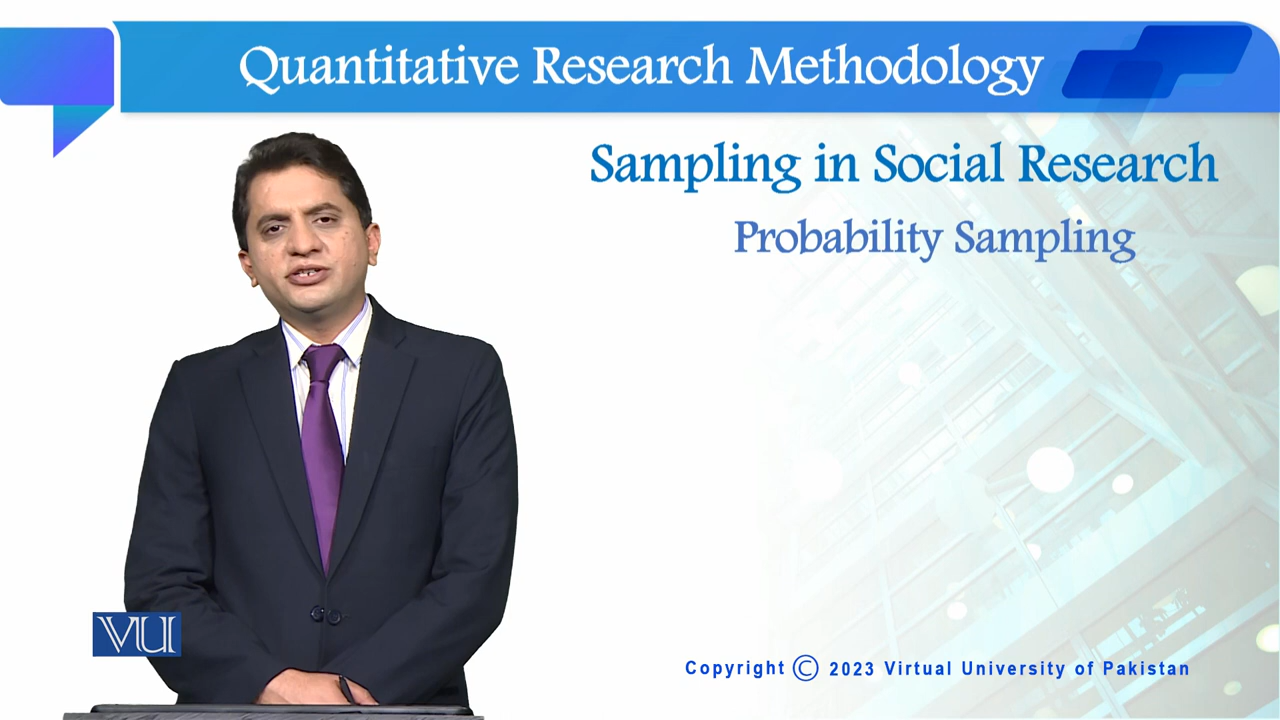 Quantitative Research Methodology
Sampling in Social Research
Probability Sampling
VU
Copyright © 2023 Virtual University of Pakistan